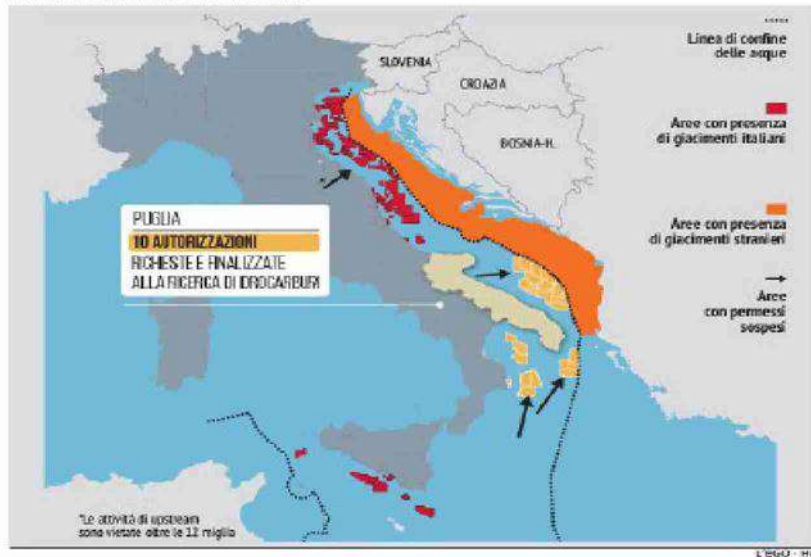 SLOVENIA
CROAZIA
BOSNIA-H.
Linea di confine
delle acque
Aree con presenza
di giacimenti italiani
Aree con presenza
di giacimenti stranieri
Aree
con permessi
sospesi
PUGLIA
10 AUTORIZZAZIONI
RICHIESTE E FINALIZZATE
ALLA RICERCA DI IDROCARBURI
*Le attività di upstream
sono vietate oltre le 12 miglia
L'EGO - H